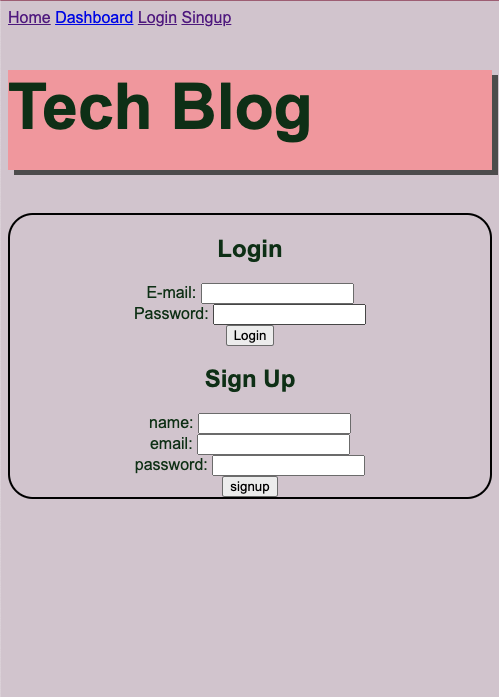 Home Dashboard Login Singup
Tech Blog
Login
E-mail:
Password:
Login
Sign Up
name:
email:
password:
signup